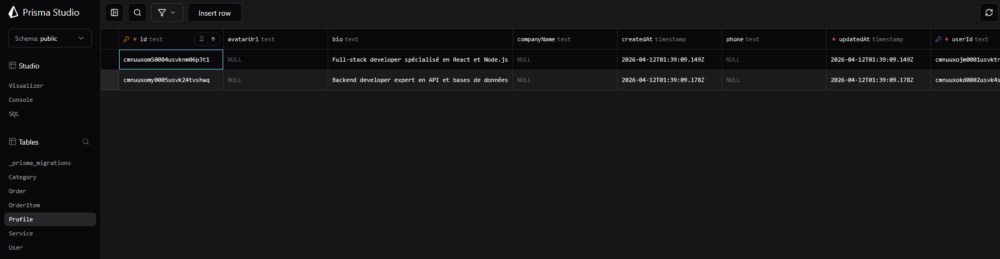 Prisma Studio
Insert row
Schema: public
id text avatarUrl text bio text companyName text createdAt timestamp phone text * updatedAt timestamp * userId text
cmnuuxom50004usvknm06p3t1 NULL Full-stack developer spécialisé en React et Node.js NULL 2026-04-12T01:39:09.149Z NULL 2026-04-12T01:39:09.149Z cmnuuxojm0001usvktr
cmnuuxomy0005usvk24tvshwq NULL Backend developer expert en API et bases de données NULL 2026-04-12T01:39:09.178Z NULL 2026-04-12T01:39:09.178Z cmnuuxokd0002usvk4s
Studio
Visualizer
Console
SQL
Tables
_prisma_migrations
Category
Order
OrderItem
Profile
Service
User